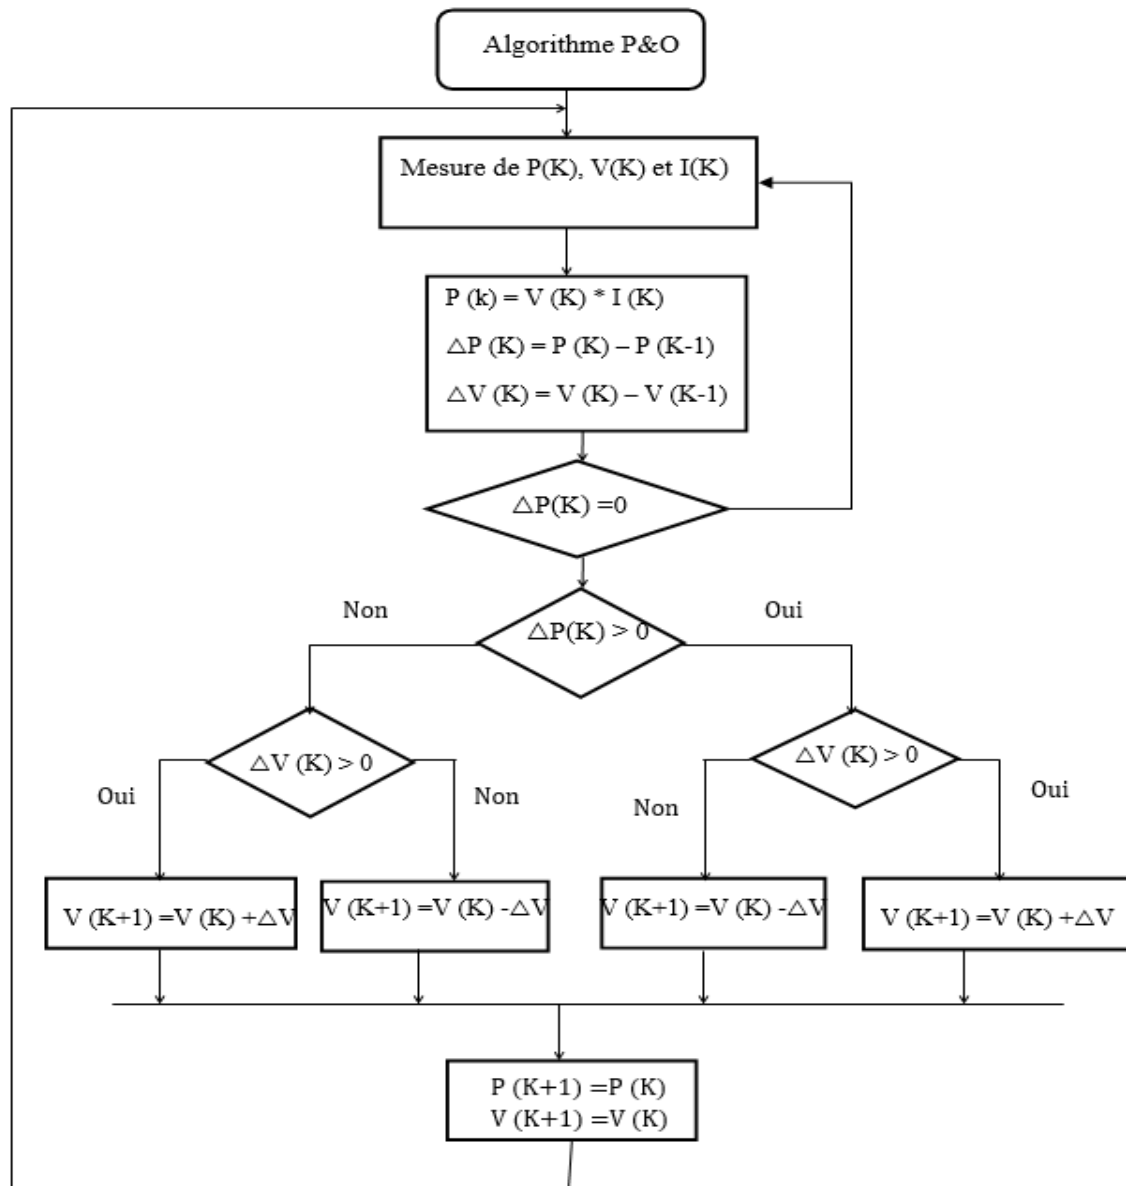 Algorithme P&O
Mesure de P(K), V(K) et I(K)
P (k) = V (K) * I (K)
△P (K) = P (K) – P (K-1)
△V (K) = V (K) – V (K-1)
△P(K) =0
Non
△P(K) > 0
Oui
△V (K) > 0
△V (K) > 0
Oui
Non
Non
Oui
V (K+1) =V (K) +△V
V (K+1) =V (K) -△V
V (K+1) =V (K) -△V
V (K+1) =V (K) +△V
P (K+1) =P (K)
V (K+1) =V (K)